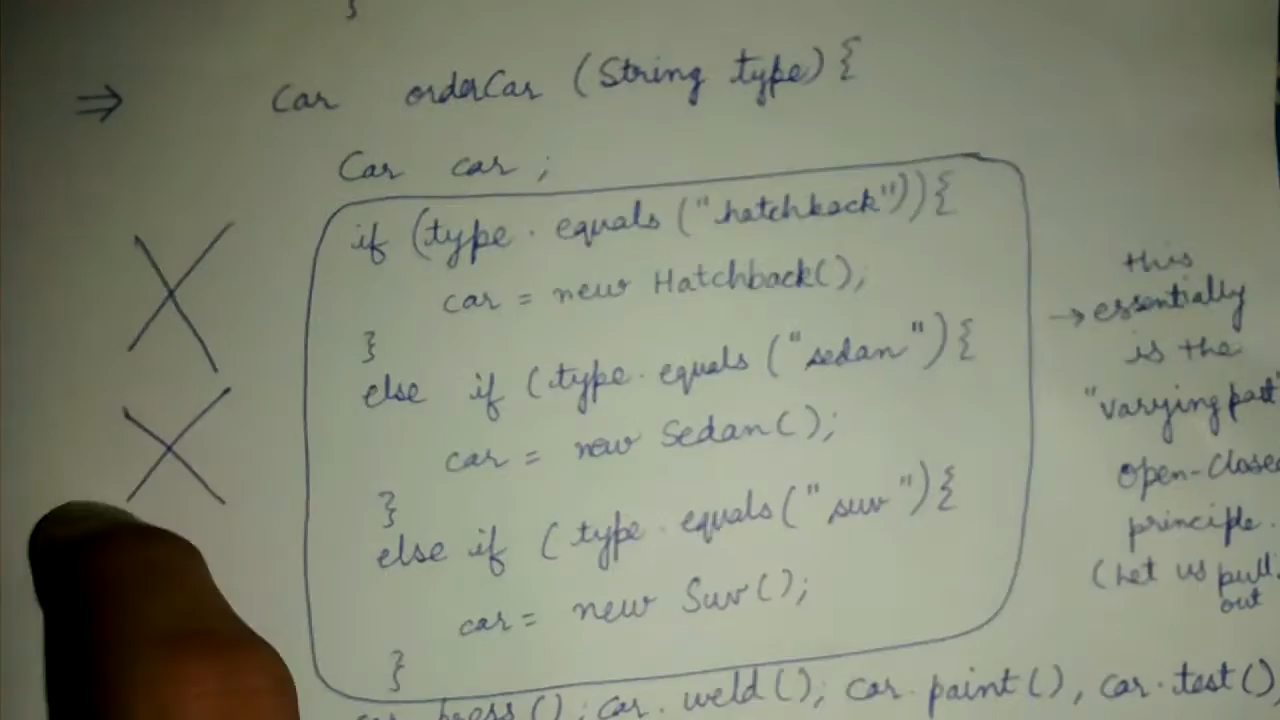 }
⇒ Car orderCar (String type) {
Car car ;
if (type . equals ("hatchback")) {
car = new Hatchback();
}
else if (type . equals ("sedan") {
car = new Sedan();
}
else if (type . equals("suv") {
car = new Suv();
}
car. press(); car. weld(); car. paint(), car. test(),
→ this
essentially
is the
"varying part"
open-closed
principle.
(Let us pull
out